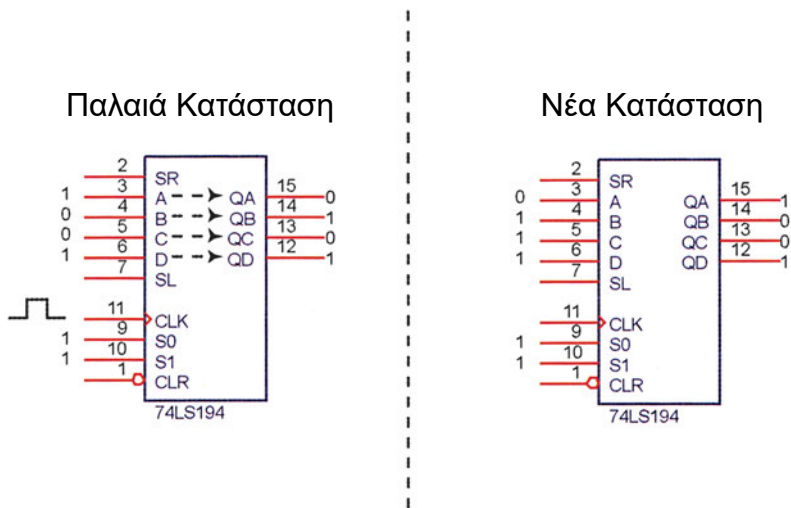 Παλαιά Κατάσταση
2
SR
1 3 A QA 15 0
0 4 B QB 14 1
0 5 C QC 13 0
1 6 D QD 12 1
7
SL
11
CLK
1 9 S0
1 10 S1
1
CLR
74LS194
Νέα Κατάσταση
2
SR
0 3 A QA 15 1
1 4 B QB 14 0
1 5 C QC 13 0
1 6 D QD 12 1
7
SL
11
CLK
1 9 S0
1 10 S1
1
CLR
74LS194